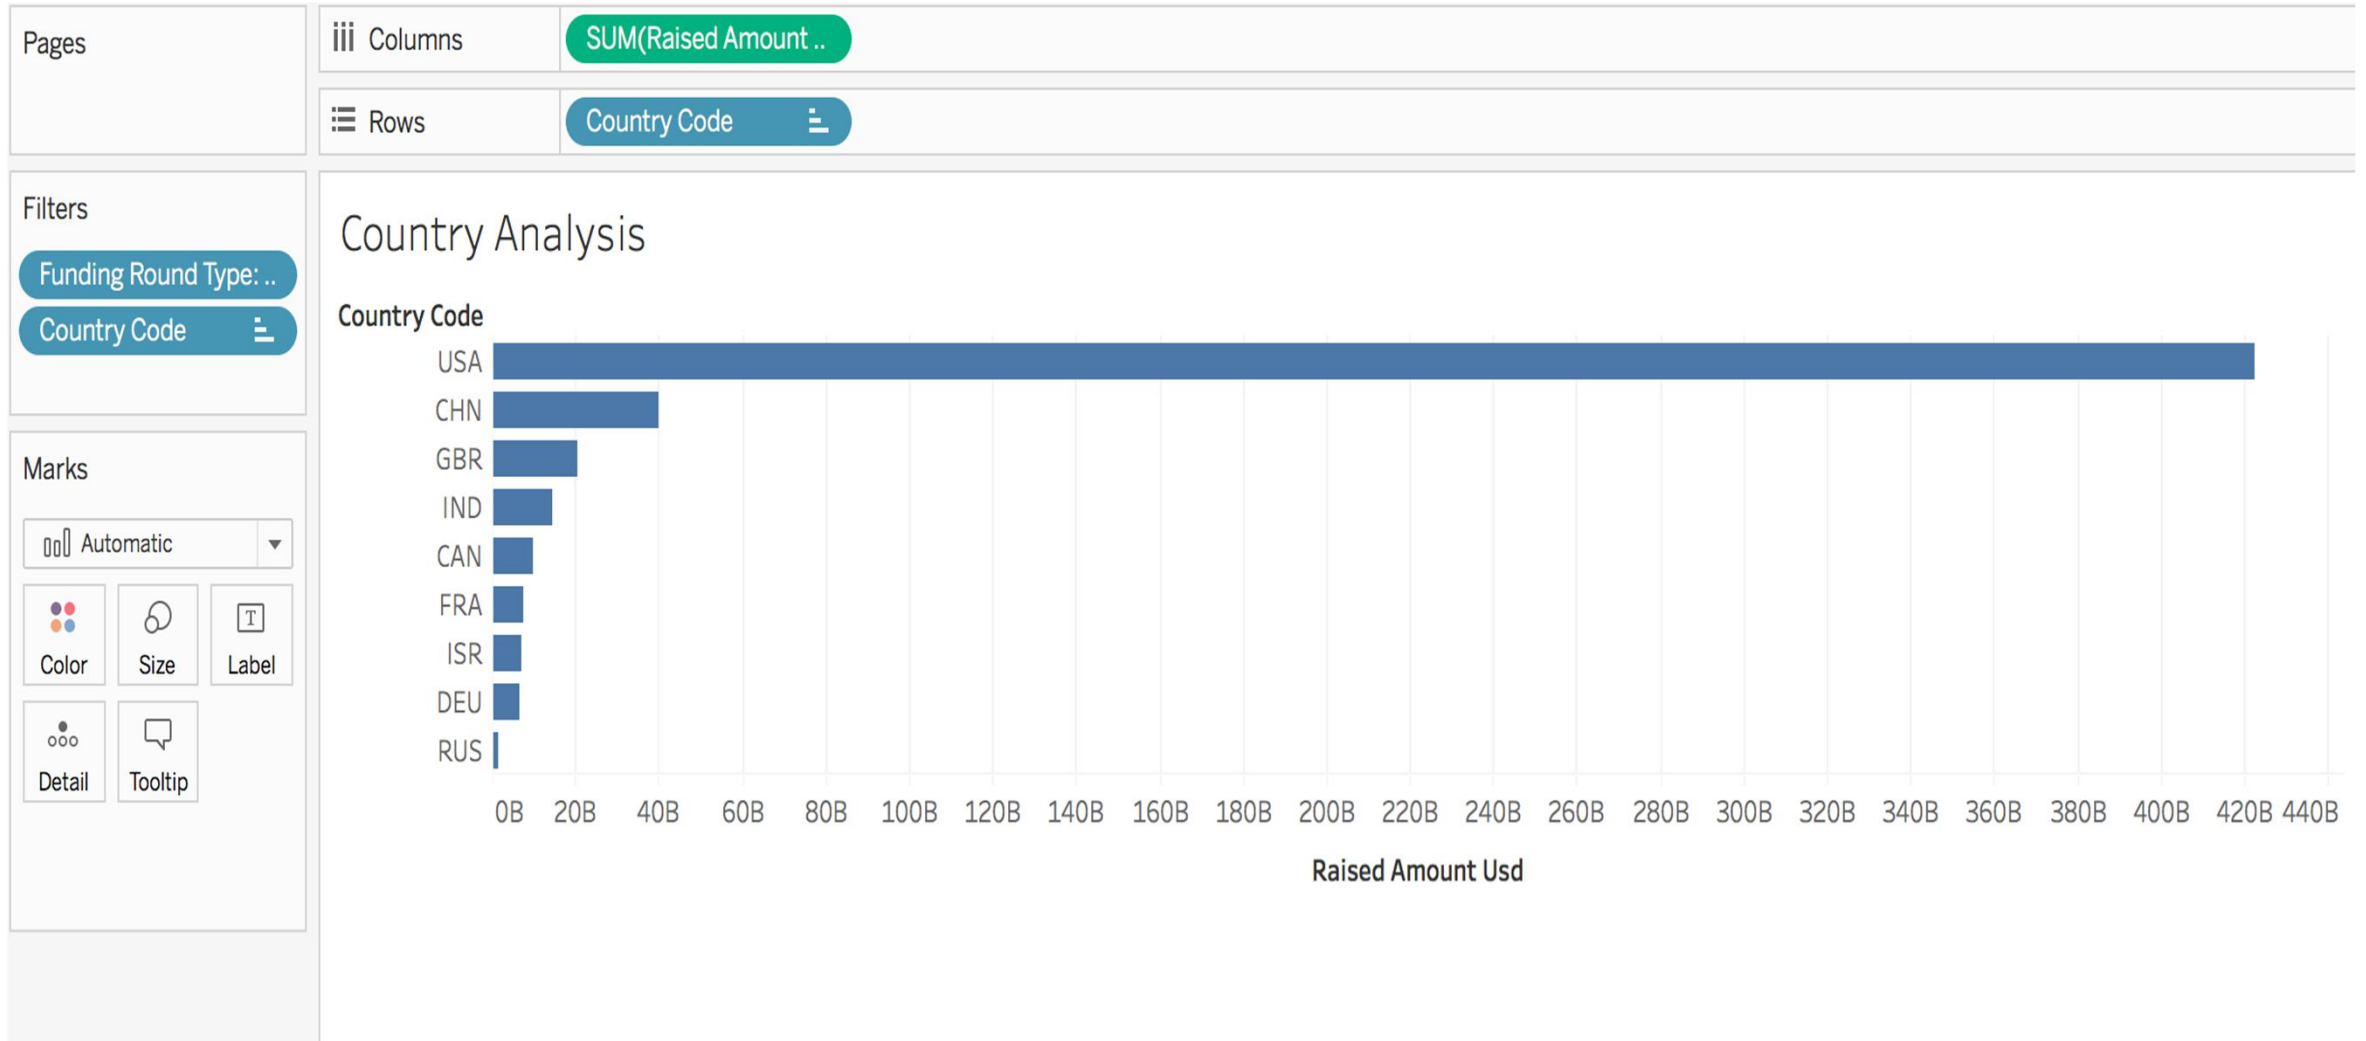 Pages
Columns
SUM(Raised Amount ..
Rows
Country Code
Filters
Funding Round Type: ..
Country Code
Marks
Automatic
Color
Size
T
Label
Detail
Tooltip
Country Analysis
Country Code
USA
CHN
GBR
IND
CAN
FRA
ISR
DEU
RUS
0B 20B 40B 60B 80B 100B 120B 140B 160B 180B 200B 220B 240B 260B 280B 300B 320B 340B 360B 380B 400B 420B 440B
Raised Amount Usd